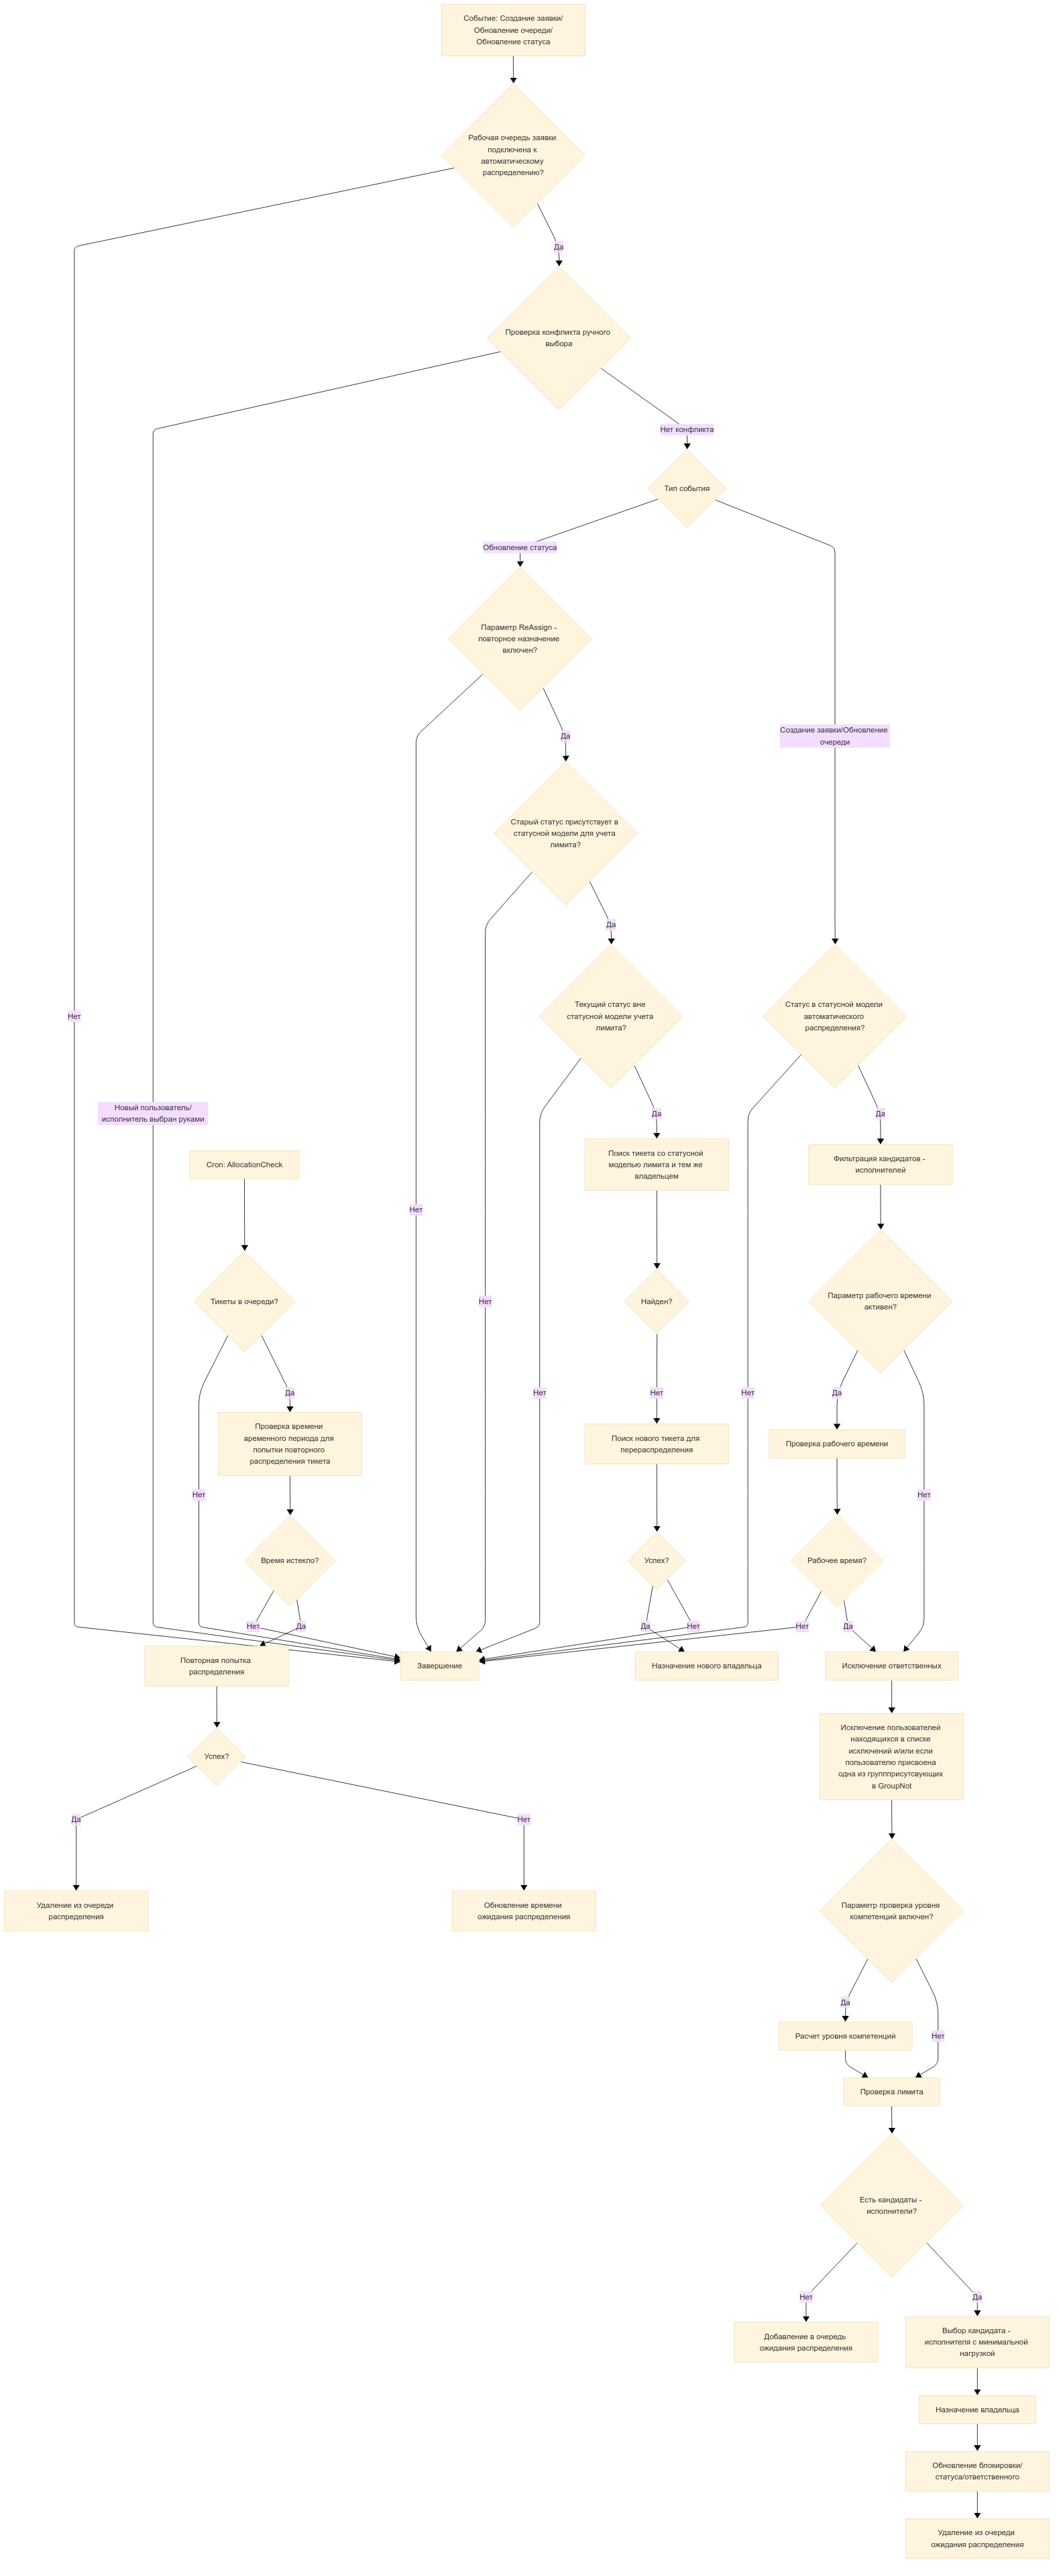 Событие: Создание заявки/
Обновление очереди/
Обновление статуса
Рабочая очередь заявки
подключена к
автоматическому
распределению?
Да
Проверка конфликта ручного
выбора
Нет конфликта
Тип события
Обновление статуса
Параметр ReAssign -
повторное назначение
включен?
Да
Создание заявки/Обновление
очереди
Старый статус присутствует в
статусной модели для учета
лимита?
Да
Нет
Текущий статус вне
статусной модели учета
лимита?
Статус в статусной модели
автоматического
распределения?
Новый пользователь/
исполнитель выбран руками
Да
Да
Cron: AllocationCheck
Поиск тикета со статусной
моделью лимита и тем же
владельцем
Фильтрация кандидатов -
исполнителей
Нет
Тикеты в очереди?
Нет
Найден?
Параметр рабочего времени
активен?
Да
Нет
Нет
Нет
Да
Проверка времени
временного периода для
попытки повторного
распределения тикета
Поиск нового тикета для
перераспределения
Проверка рабочего времени
Нет
Нет
Время истекло?
Успех?
Рабочее время?
Нет
Да
Да
Нет
Нет
Да
Повторная попытка
распределения
Завершение
Назначение нового владельца
Исключение ответственных
Успех?
Исключение пользователей
находящихся в списке
исключений и/или если
пользователю присвоена
одна из группприсутсвующих
в GroupNot
Да
Нет
Удаление из очереди
распределения
Обновление времени
ожидания распределения
Параметр проверка уровня
компетенций включен?
Да
Расчет уровня компетенций
Нет
Проверка лимита
Есть кандидаты -
исполнители?
Нет
Да
Добавление в очередь
ожидания распределения
Выбор кандидата -
исполнителя с минимальной
нагрузкой
Назначение владельца
Обновление блокировки/
статуса/ответственного
Удаление из очереди
ожидания распределения